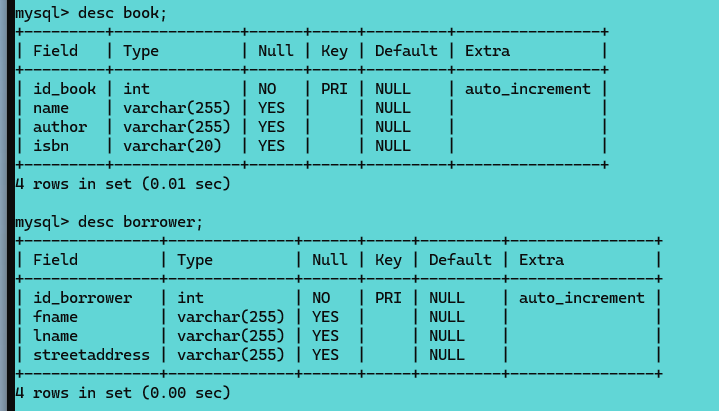 mysql> desc book;
+----------+--------------+------+-----+---------+----------------+
| Field    | Type         | Null | Key | Default | Extra          |
+----------+--------------+------+-----+---------+----------------+
| id_book | int          | NO   | PRI | NULL    | auto_increment |
| name    | varchar(255) | YES  |     | NULL    |                |
| author  | varchar(255) | YES  |     | NULL    |                |
| isbn    | varchar(20)  | YES  |     | NULL    |                |
+---------+--------------+------+-----+---------+----------------+
4 rows in set (0.01 sec)
mysql> desc borrower;
+---------------+--------------+------+-----+---------+----------------+
| Field         | Type         | Null | Key | Default | Extra          |
+---------------+--------------+------+-----+---------+----------------+
| id_borrower   | int          | NO   | PRI | NULL    | auto_increment |
| fname         | varchar(255) | YES  |     | NULL    |                |
| lname         | varchar(255) | YES  |     | NULL    |                |
| streetaddress | varchar(255) | YES  |     | NULL    |                |
+---------------+--------------+------+-----+---------+----------------+
4 rows in set (0.00 sec)